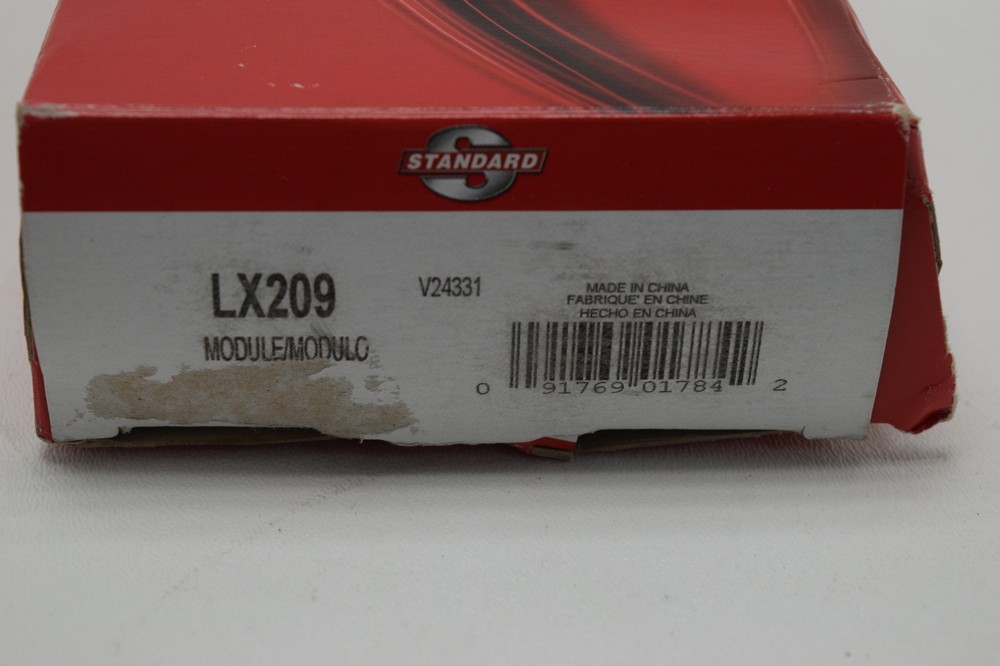 STANDARD
LX209
MODULE/MODULO
V24331
MADE IN CHINA
FABRIQUE' EN CHINE
HECHO EN CHINA
0 91769 01784 2